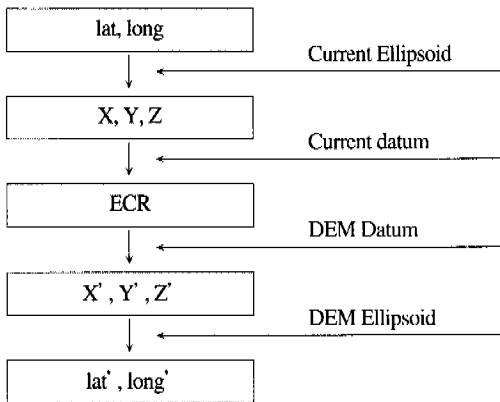 lat, long
Current Ellipsoid
X, Y, Z
Current datum
ECR
DEM Datum
X', Y', Z'
DEM Ellipsoid
lat', long'